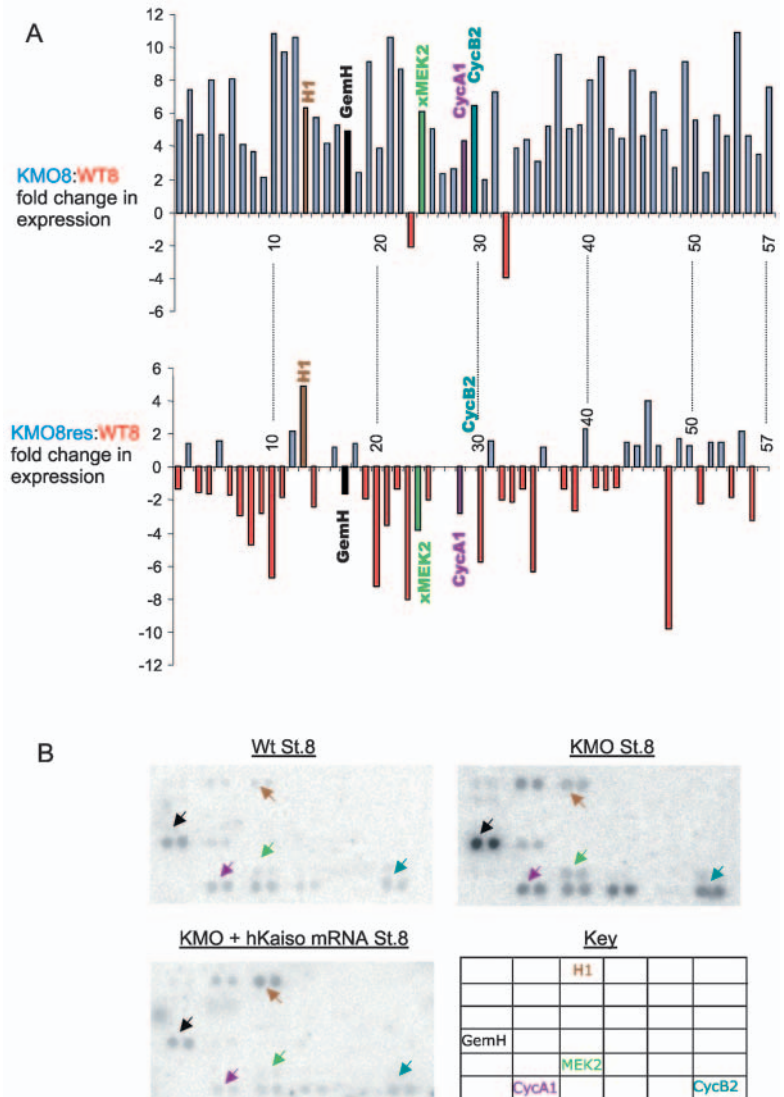 A
12
10
8
6
4
2
0
-2
-4
-6
H1
GemH
xMEK2
CycA1
CycB2
KMO8:WT8
fold change in
expression
10
20
30
40
50
57
6
4
2
0
-2
-4
-6
-8
-10
-12
H1
CycB2
10
20
30
40
50
57
KMO8res:WT8
fold change in
expression
GemH
xMEK2
CycA1
B
Wt St.8
KMO St.8
KMO + hKaiso mRNA St.8
Key
H1
GemH
MEK2
CycA1
CycB2